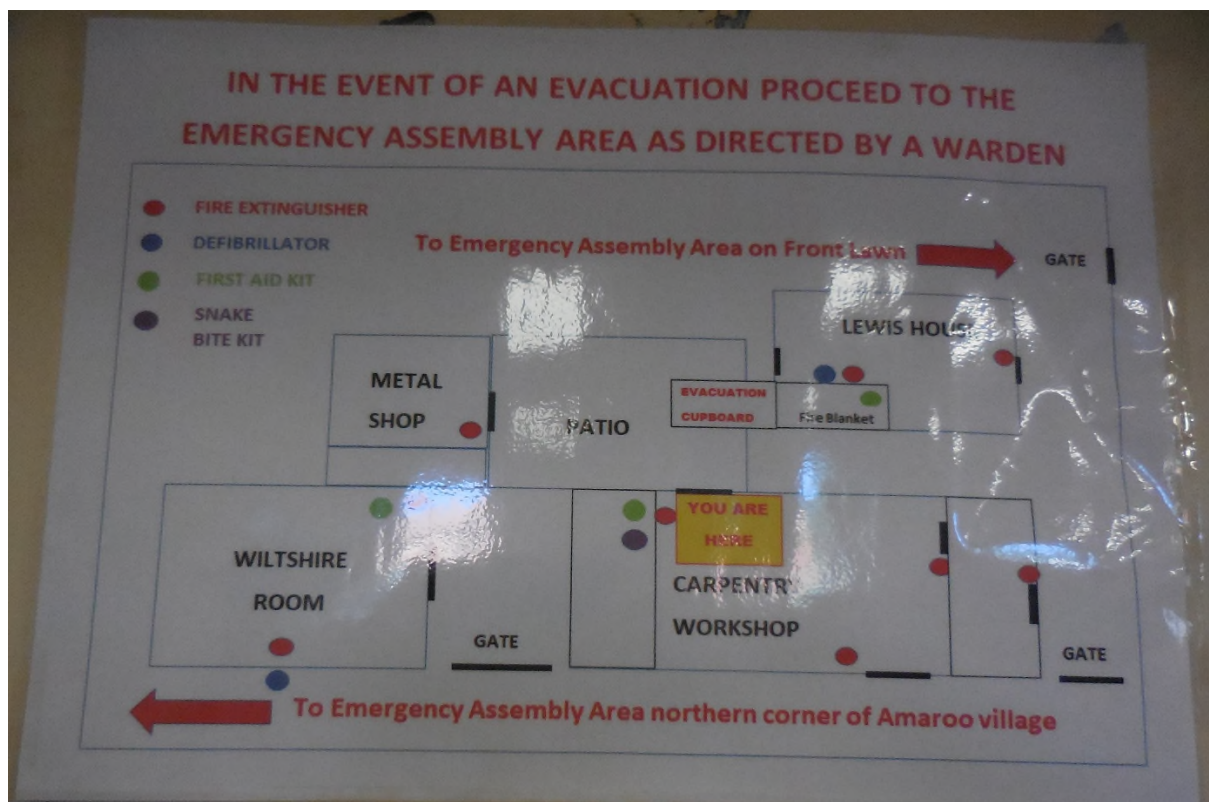 IN THE EVENT OF AN EVACUATION PROCEED TO THE
EMERGENCY ASSEMBLY AREA AS DIRECTED BY A WARDEN
FIRE EXTINGUISHER
DEFIBRILLATOR
FIRST AID KIT
SNAKE
BITE KIT
To Emergency Assembly Area on Front Lawn
GATE
LEWIS HOUSE
METAL
SHOP
PATIO
EVACUATION
CUPBOARD
Fire Blanket
YOU ARE
HERE
WILTSHIRE
ROOM
CARPENTRY
WORKSHOP
GATE
GATE
To Emergency Assembly Area northern corner of Amaroo village